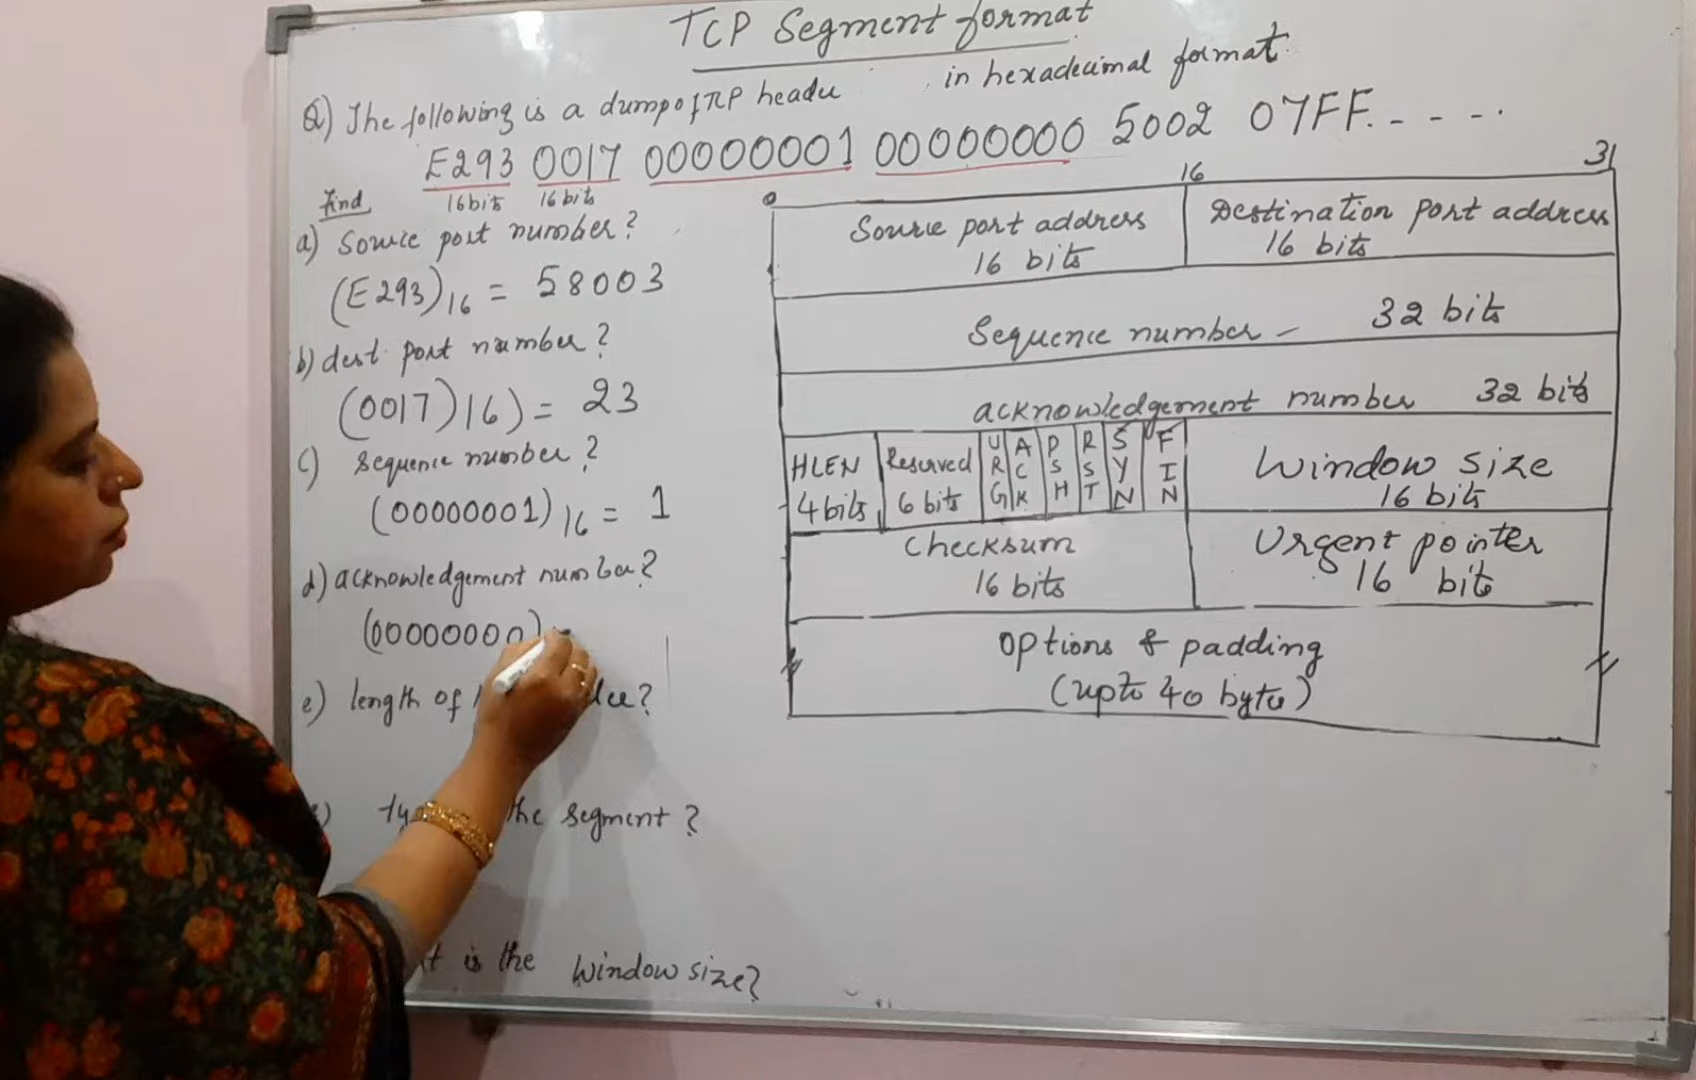 TCP Segment format
Q) The following is a dump of TCP header in hexadecimal format
E293 0017 00000001 00000000 5002 07FF.....
16bits 16bits
Find
a) Source port number?
(E293)16 = 58003
b) dest. port number?
(0017)16) = 23
c) sequence number?
(00000001)16 = 1
d) acknowledgement number?
(00000000)
e) length of
the segment?
is the Window size?
0 16 31
Source port address
16 bits
Destination port address
16 bits
Sequence number - 32 bits
acknowledgement number 32 bits
HLEN
4 bits
Reserved
6 bits
URG
ACK
PSH
RST
SYN
FIN
Window size
16 bits
Checksum
16 bits
Urgent pointer
16 bits
Options & padding
(upto 40 bytes)